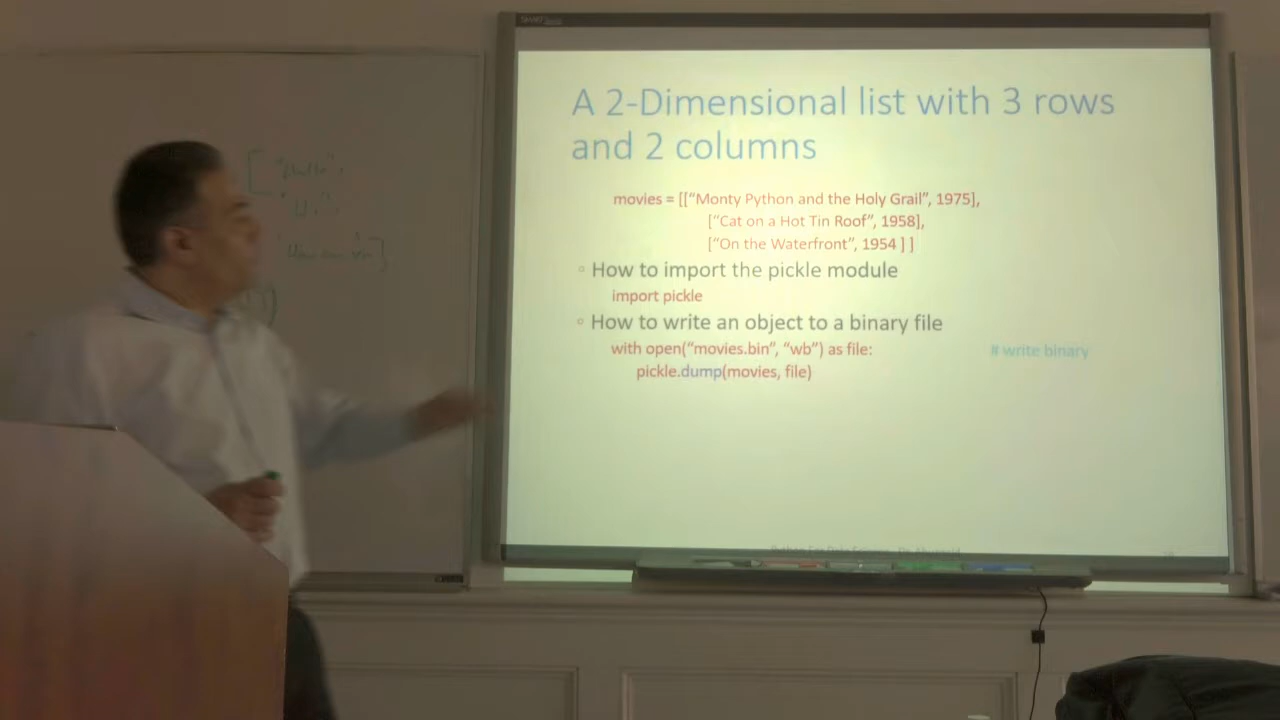 A 2-Dimensional list with 3 rows
and 2 columns
movies = [[“Monty Python and the Holy Grail”, 1975],
[“Cat on a Hot Tin Roof”, 1958],
[“On the Waterfront”, 1954 ] ]
▫ How to import the pickle module
import pickle
▫ How to write an object to a binary file
with open(“movies.bin”, “wb”) as file: # write binary
pickle.dump(movies, file)